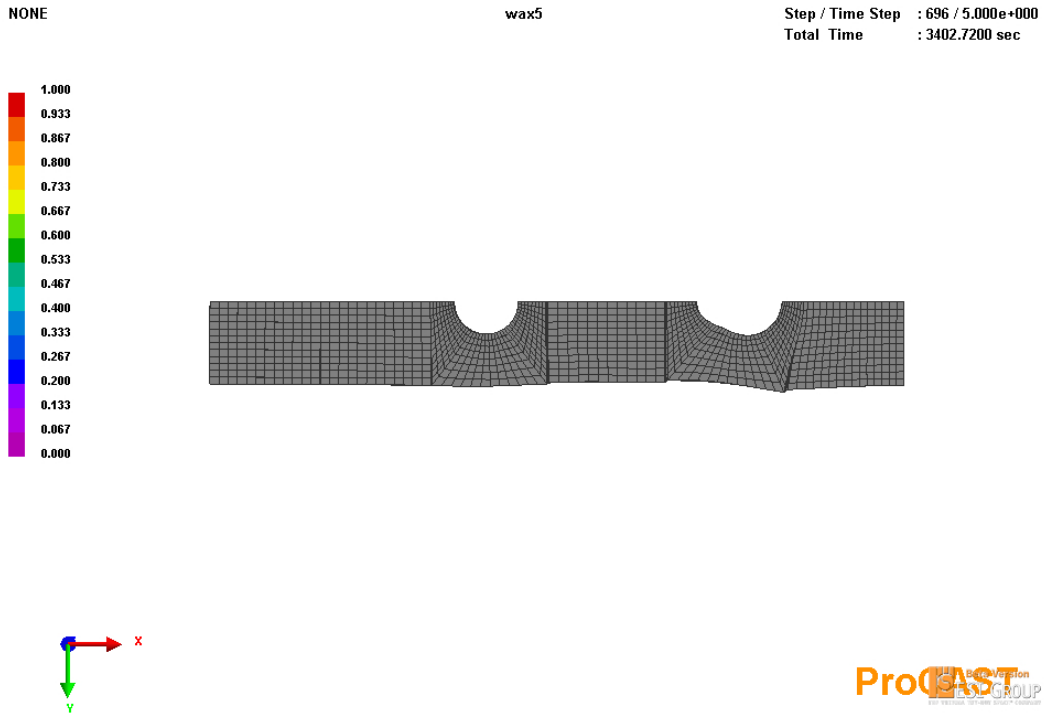 NONE
wax5
Step / Time Step : 696 / 5.000e+000
Total Time : 3402.7200 sec
1.000
0.933
0.867
0.800
0.733
0.667
0.600
0.533
0.467
0.400
0.333
0.267
0.200
0.133
0.067
0.000
X
Y
ProCAST
Beta-Version
ESI GROUP